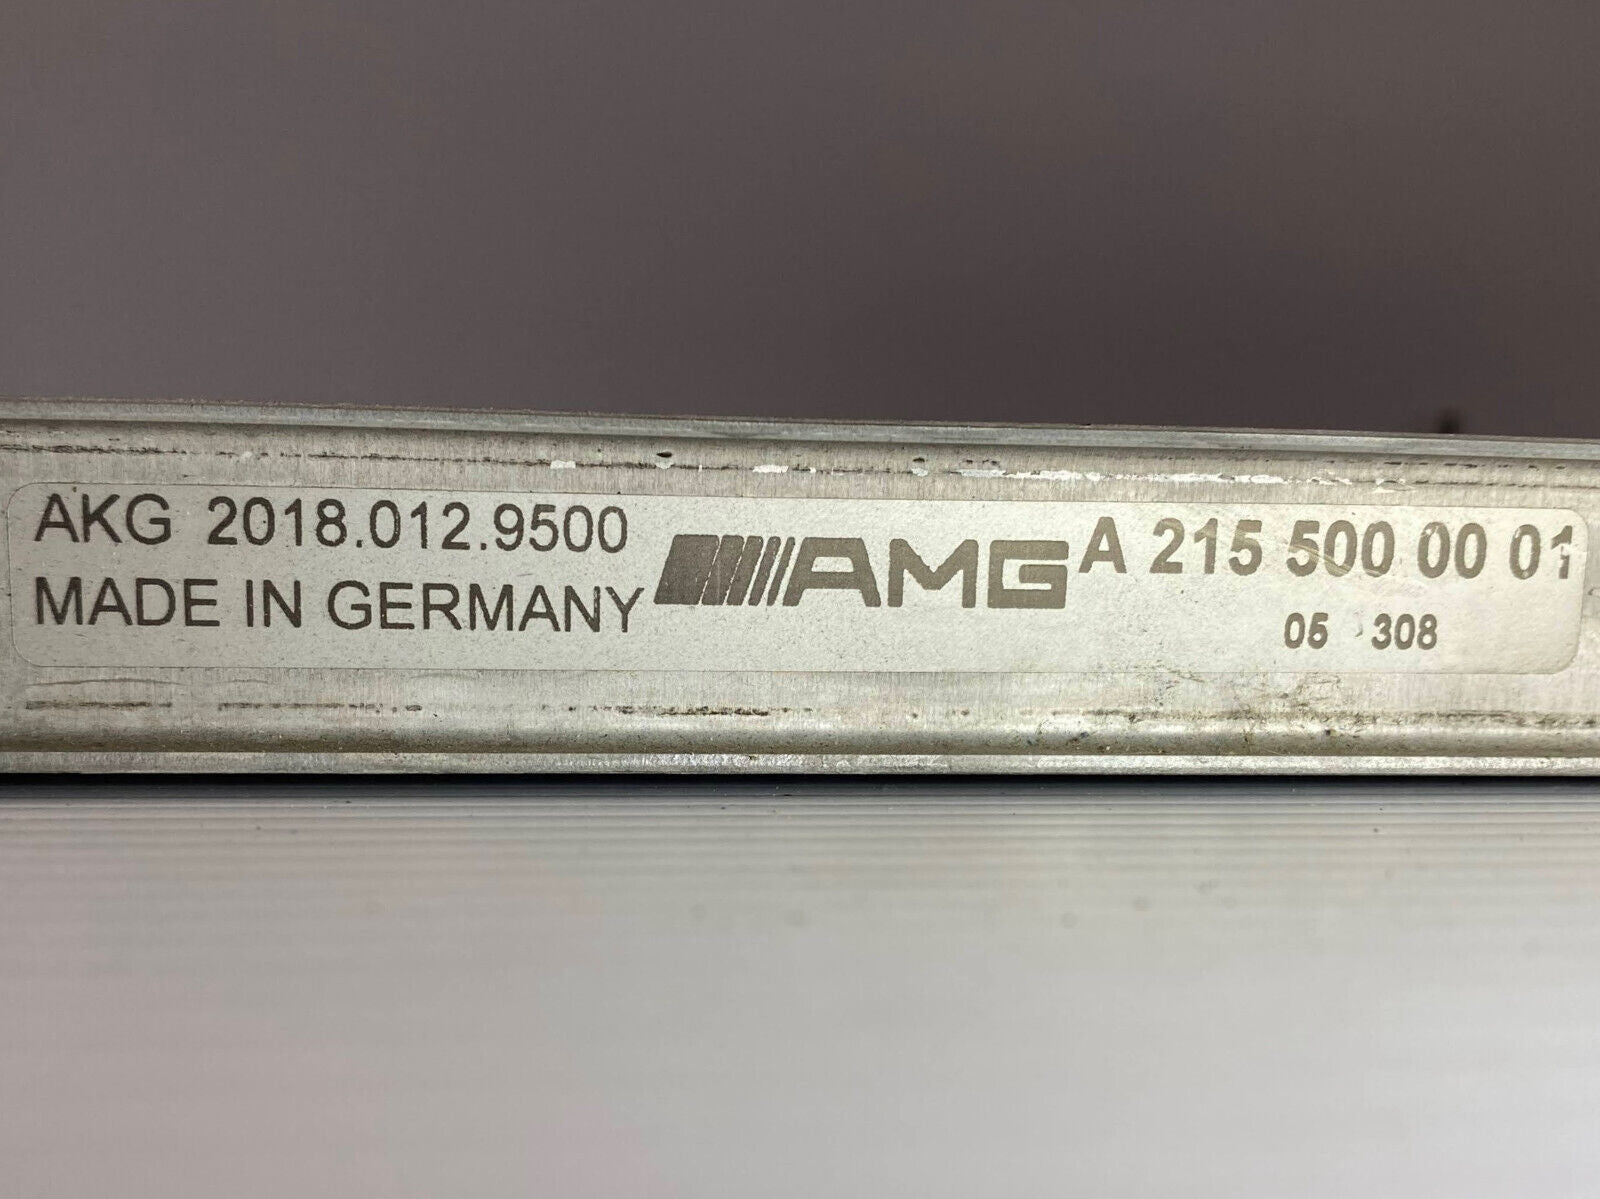 AKG 2018.012.9500
MADE IN GERMANY
AMG
A 215 500 00 01
05 308